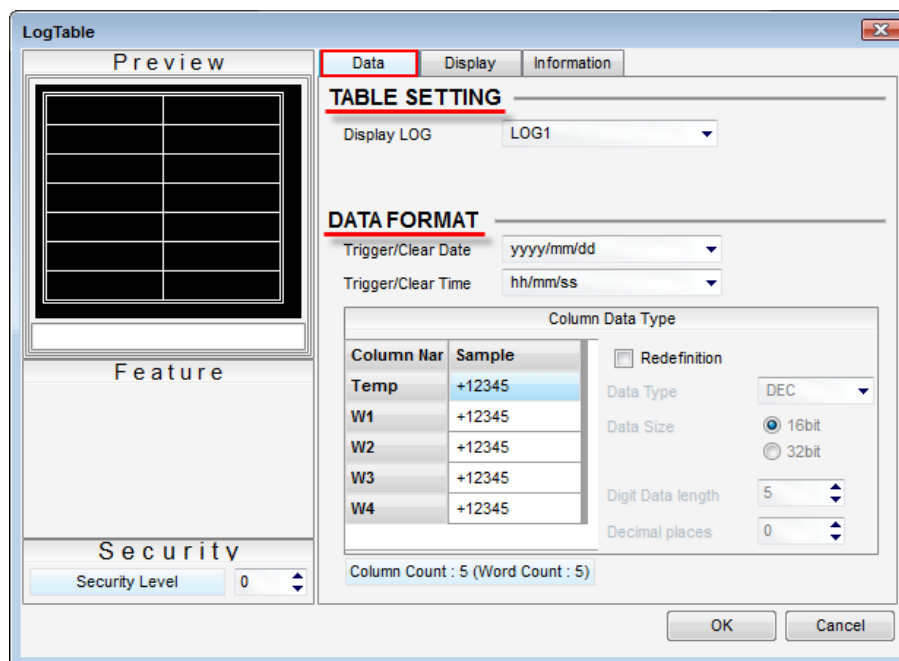 LogTable
Preview
Feature
Security
Security Level 0
Data Display Information
TABLE SETTING
Display LOG LOG1
DATA FORMAT
Trigger/Clear Date yyyy/mm/dd
Trigger/Clear Time hh/mm/ss
Column Data Type
Column Nar Sample
Temp +12345
W1 +12345
W2 +12345
W3 +12345
W4 +12345
Redefinition
Data Type DEC
Data Size 16bit
32bit
Digit Data length 5
Decimal places 0
Column Count : 5 (Word Count : 5)
OK Cancel